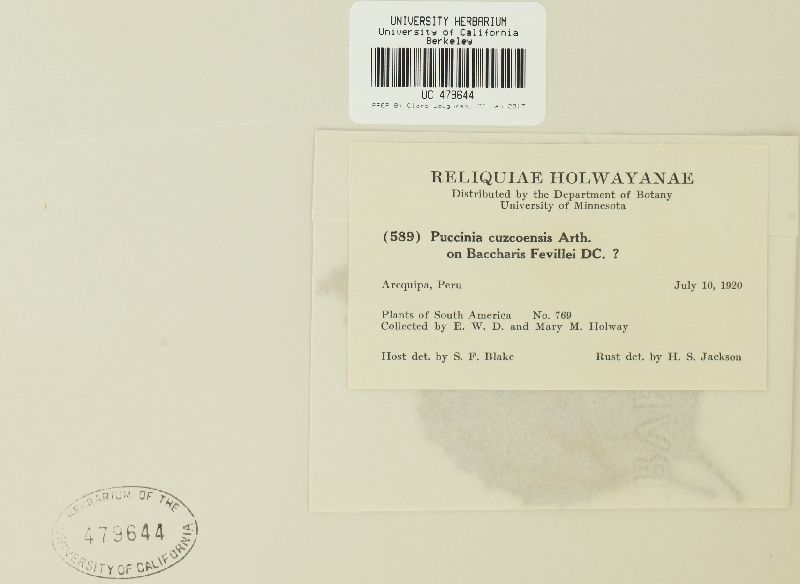 UNIVERSITY HERBARIUM
University of California
Berkeley
UC 479644
RELIQUIAE HOLWAYANAE
Distributed by the Department of Botany
University of Minnesota
(589) Puccinia cuzcoensis Arth.
on Baccharis Fevillei DC. ?
Arequipa, Peru July 10, 1920
Plants of South America No. 769
Collected by E. W. D. and Mary M. Holway
Host det. by S. F. Blake Rust det. by H. S. Jackson
HERBARIUM OF THE
479644
UNIVERSITY OF CALIFORNIA